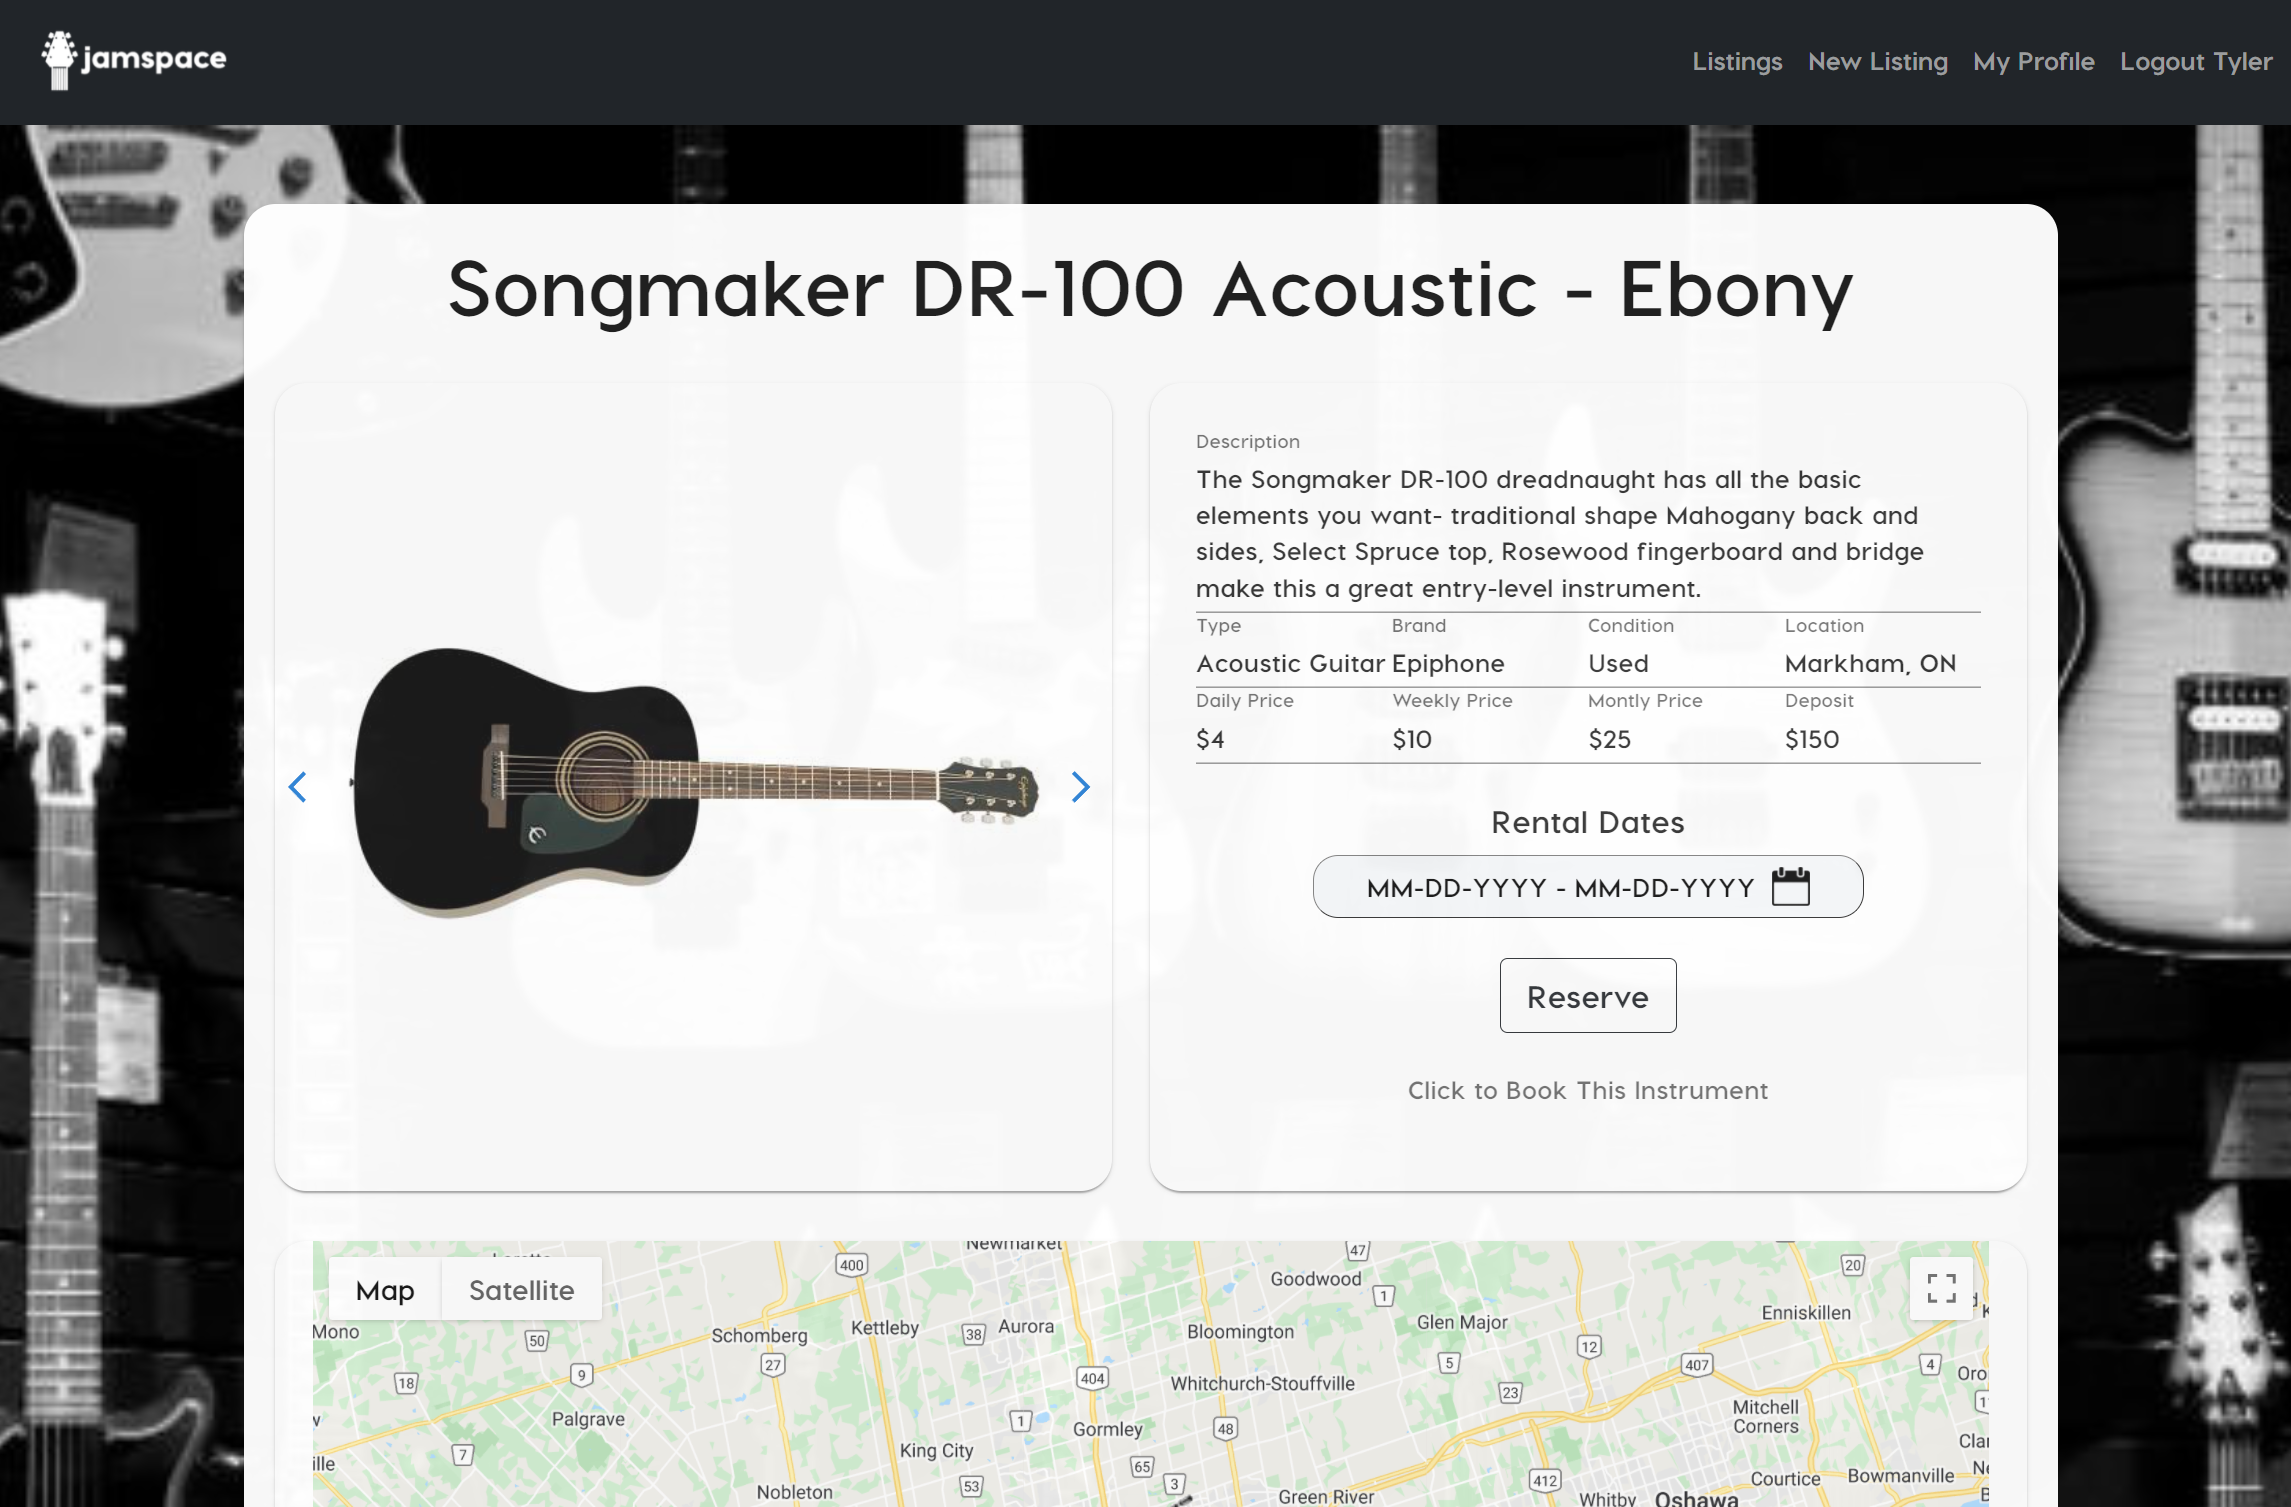 jamspace
Listings New Listing My Profile Logout Tyler
Songmaker DR-100 Acoustic - Ebony
Description
The Songmaker DR-100 dreadnaught has all the basic
elements you want- traditional shape Mahogany back and
sides, Select Spruce top, Rosewood fingerboard and bridge
make this a great entry-level instrument.
Type Brand Condition Location
Acoustic Guitar Epiphone Used Markham, ON
Daily Price Weekly Price Montly Price Deposit
$4 $10 $25 $150
Rental Dates
MM-DD-YYYY - MM-DD-YYYY
Reserve
Click to Book This Instrument
Map Satellite
Newmarket
400
47
20
Goodwood
1
Enniskillen
Mono
50
Schomberg
Kettleby
38
Aurora
Bloomington
Glen Major
27
9
12
5
407
4
18
404
Whitchurch-Stouffville
23
Oro
Palgrave
1
Gormley
48
Mitchell
Corners
7
King City
65
Clar
ille
53
3
412
Courtice
Bowmanville
Nobleton
Green River
Whitby
Oshawa